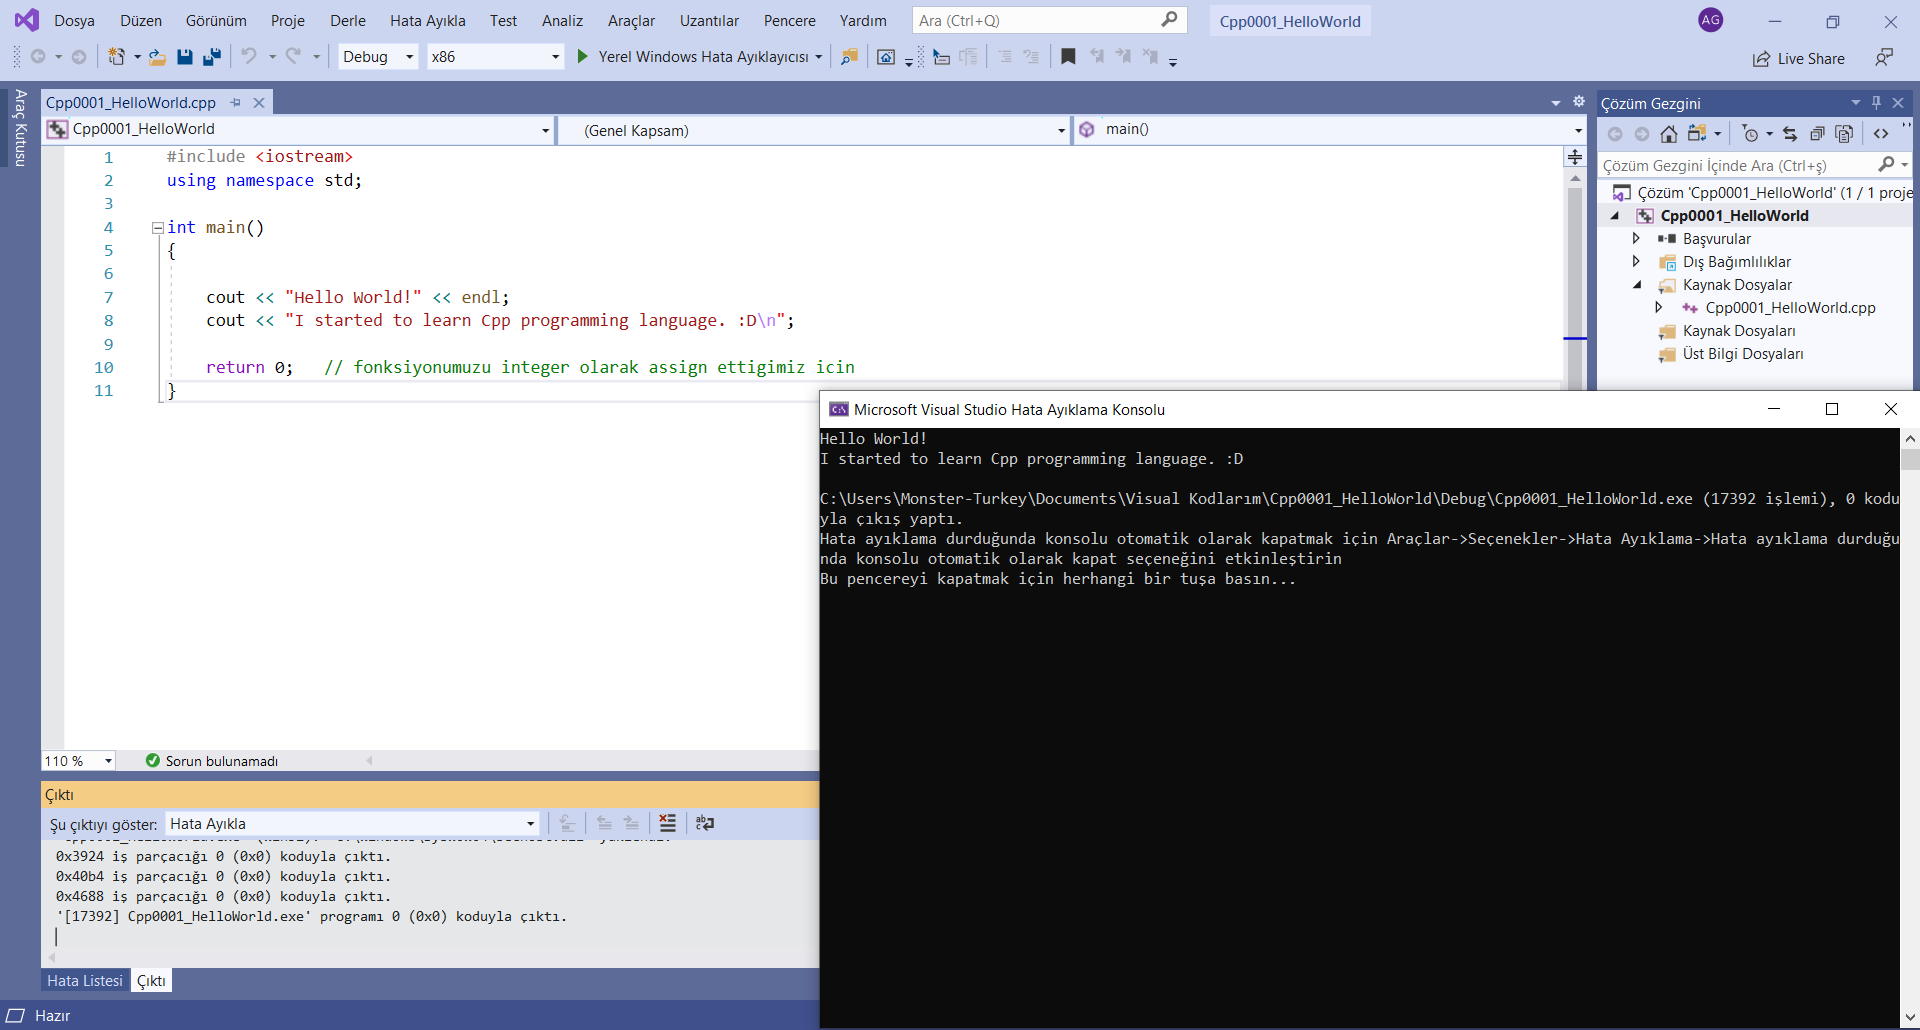 Dosya Düzen Görünüm Proje Derle Hata Ayıkla Test Analiz Araçlar Uzantılar Pencere Yardım Ara (Ctrl+Q) Cpp0001_HelloWorld AG
Debug x86 Yerel Windows Hata Ayıklayıcısı Live Share
Araç Kutusu
Cpp0001_HelloWorld.cpp
Cpp0001_HelloWorld (Genel Kapsam) main()
1 #include <iostream>
2 using namespace std;
3
4 int main()
5 {
6
7 cout << "Hello World!" << endl;
8 cout << "I started to learn Cpp programming language. :D\n";
9
10 return 0; // fonksiyonumuzu integer olarak assign ettigimiz icin
11 }
Çözüm Gezgini
Çözüm Gezgini İçinde Ara (Ctrl+ş)
Çözüm 'Cpp0001_HelloWorld' (1 / 1 proje
Cpp0001_HelloWorld
Başvurular
Dış Bağımlılıklar
Kaynak Dosyalar
Cpp0001_HelloWorld.cpp
Kaynak Dosyaları
Üst Bilgi Dosyaları
Microsoft Visual Studio Hata Ayıklama Konsolu
Hello World!
I started to learn Cpp programming language. :D
C:\Users\Monster-Turkey\Documents\Visual Kodlarım\Cpp0001_HelloWorld\Debug\Cpp0001_HelloWorld.exe (17392 işlemi), 0 kodu
yla çıkış yaptı.
Hata ayıklama durduğunda konsolu otomatik olarak kapatmak için Araçlar->Seçenekler->Hata Ayıklama->Hata ayıklama durduğu
nda konsolu otomatik olarak kapat seçeneğini etkinleştirin
Bu pencereyi kapatmak için herhangi bir tuşa basın...
110 % Sorun bulunamadı
Çıktı
Şu çıktıyı göster: Hata Ayıkla
0x3924 iş parçacığı 0 (0x0) koduyla çıktı.
0x40b4 iş parçacığı 0 (0x0) koduyla çıktı.
0x4688 iş parçacığı 0 (0x0) koduyla çıktı.
'[17392] Cpp0001_HelloWorld.exe' programı 0 (0x0) koduyla çıktı.
Hata Listesi Çıktı
Hazır